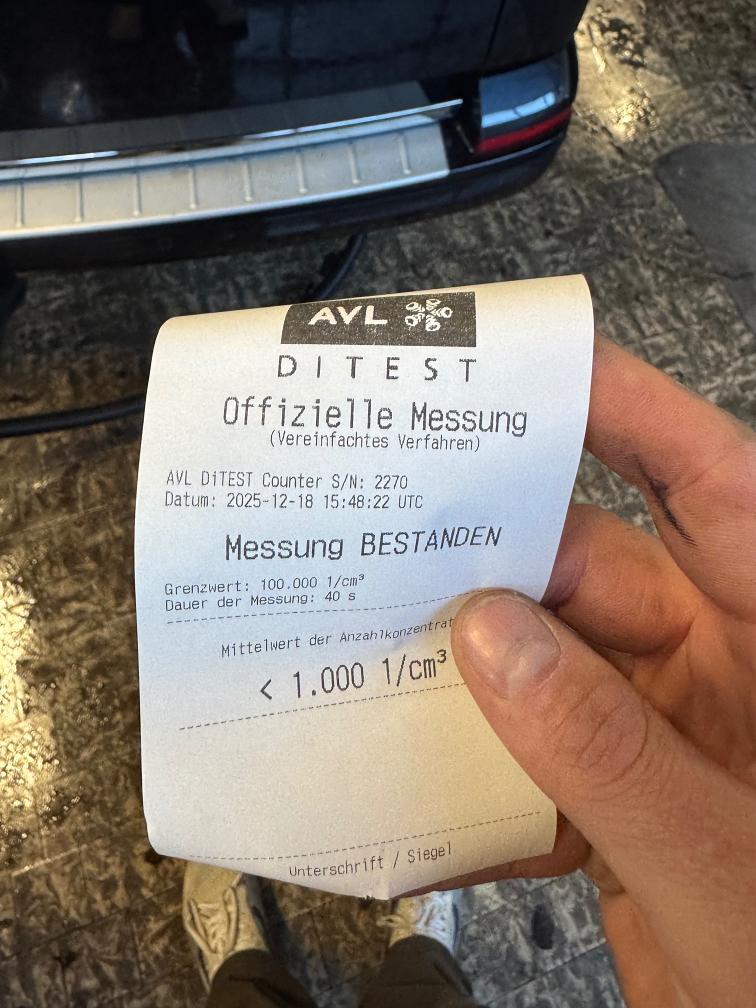 AVL
DITEST
Offizielle Messung
(Vereinfachtes Verfahren)
AVL DiTEST Counter S/N: 2270
Datum: 2025-12-18 15:48:22 UTC
Messung BESTANDEN
Grenzwert: 100.000 1/cm³
Dauer der Messung: 40 s
Mittelwert der Anzahlkonzentrat
< 1.000 1/cm³
Unterschrift / Siegel